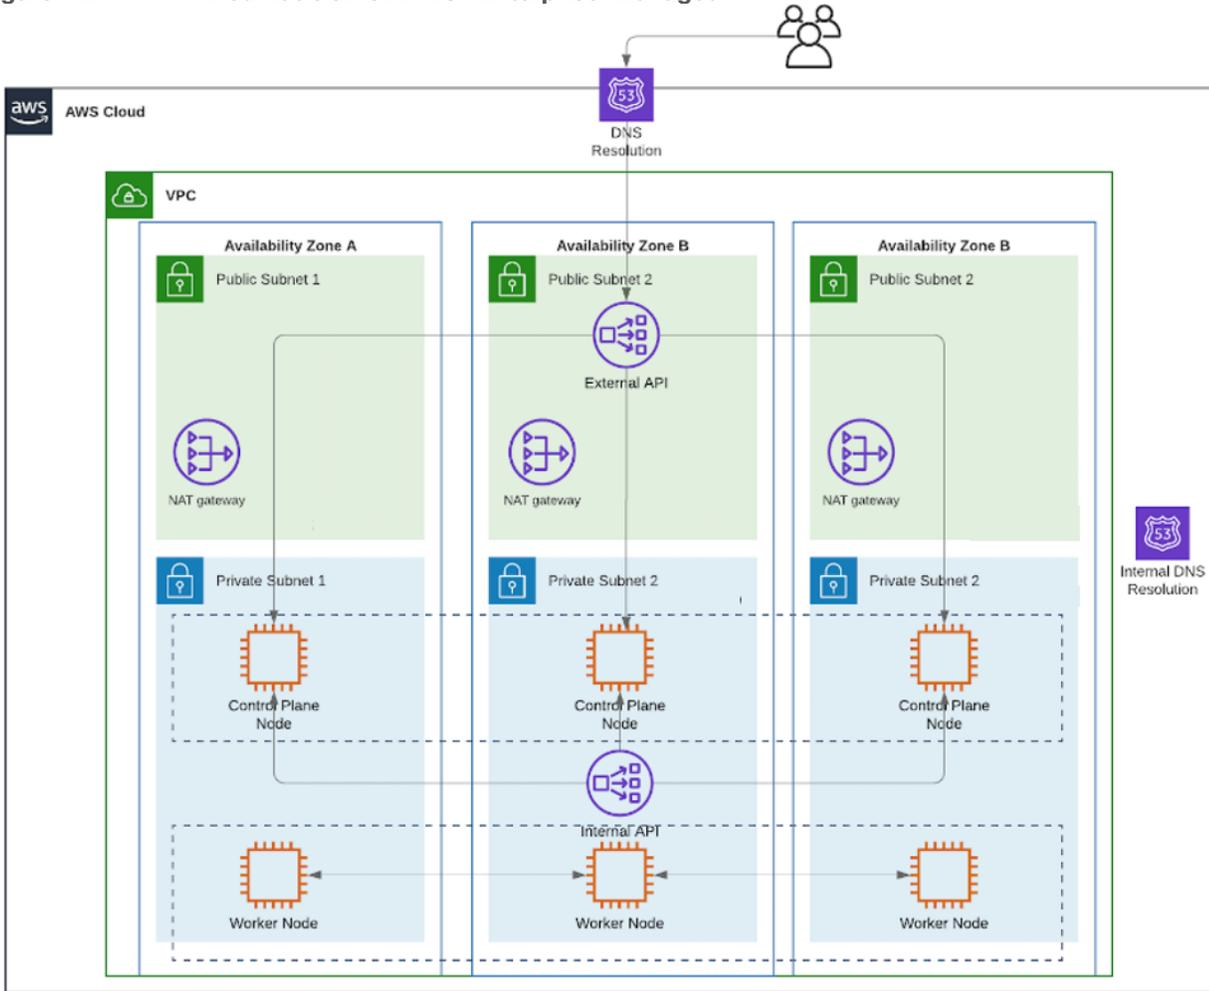 53
DNS
Resolution
aws
AWS Cloud
VPC
Availability Zone A
Availability Zone B
Availability Zone B
Public Subnet 1
Public Subnet 2
Public Subnet 2
External API
NAT gateway
NAT gateway
NAT gateway
53
Internal DNS
Resolution
Private Subnet 1
Private Subnet 2
Private Subnet 2
Control Plane
Node
Control Plane
Node
Control Plane
Node
Internal API
Worker Node
Worker Node
Worker Node